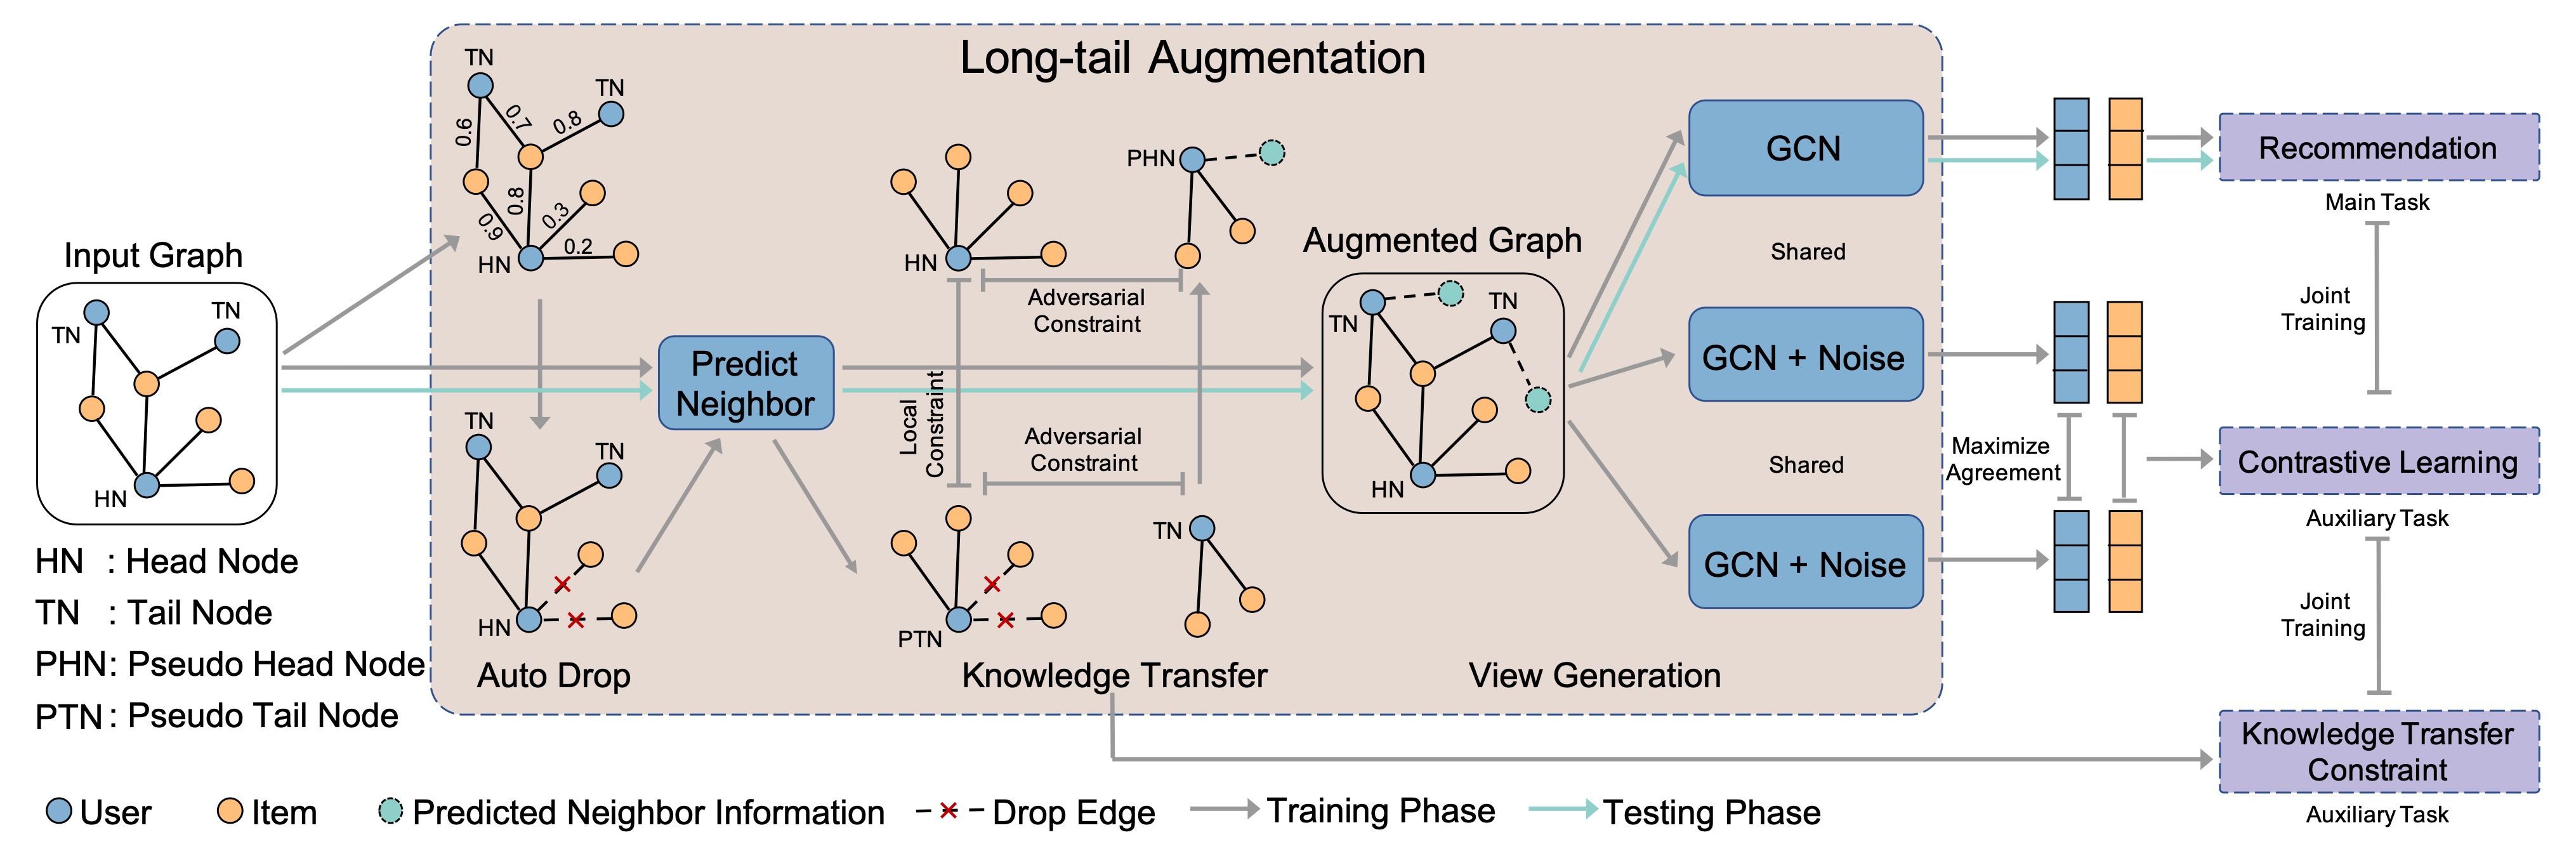 Long-tail Augmentation
Input Graph
TN
TN
HN
HN : Head Node
TN : Tail Node
PHN: Pseudo Head Node
PTN: Pseudo Tail Node
TN
TN
0.6
0.7
0.8
0.8
0.9
0.3
0.2
HN
TN
TN
HN
Auto Drop
Predict
Neighbor
HN
PHN
Adversarial
Constraint
Local
Constraint
Adversarial
Constraint
PTN
TN
Knowledge Transfer
Augmented Graph
TN
TN
HN
View Generation
GCN
Shared
GCN + Noise
Shared
GCN + Noise
Maximize
Agreement
Recommendation
Main Task
Joint
Training
Contrastive Learning
Auxiliary Task
Joint
Training
Knowledge Transfer
Constraint
Auxiliary Task
User
Item
Predicted Neighbor Information
Drop Edge
Training Phase
Testing Phase